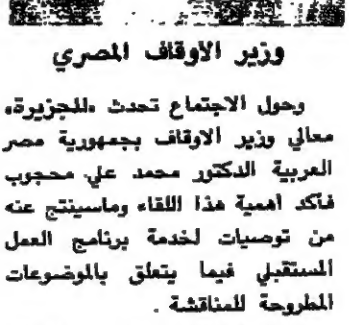 وزير الاوقاف المصري
وحول الاجتماع تحدث «للجزيرة»
معالي وزير الاوقاف بجمهورية مصر
العربية الدكتور محمد علي محجوب
فأكد اهمية هذا اللقاء وماسينتج عنه
من توصيات لخدمة برنامج العمل
المستقبلي فيما يتعلق بالموضوعات
المطروحة للمناقشة .